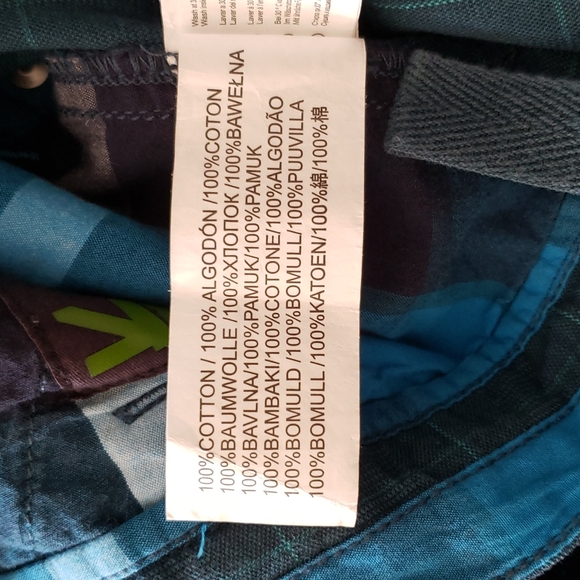 100%COTTON / 100% ALGODÓN /100%COTON
100%BAUMWOLLE /100%ХЛОПОК /100%BAWEŁNA
100%BAVLNA/100%PAMUK/100%PAMUK
100%BAMBAKI/100%COTONE/100%ALGODÃO
100%BOMULD /100%BOMULL/100%PUUVILLA
100%BOMULL /100%KATOEN/100%綿/100%棉